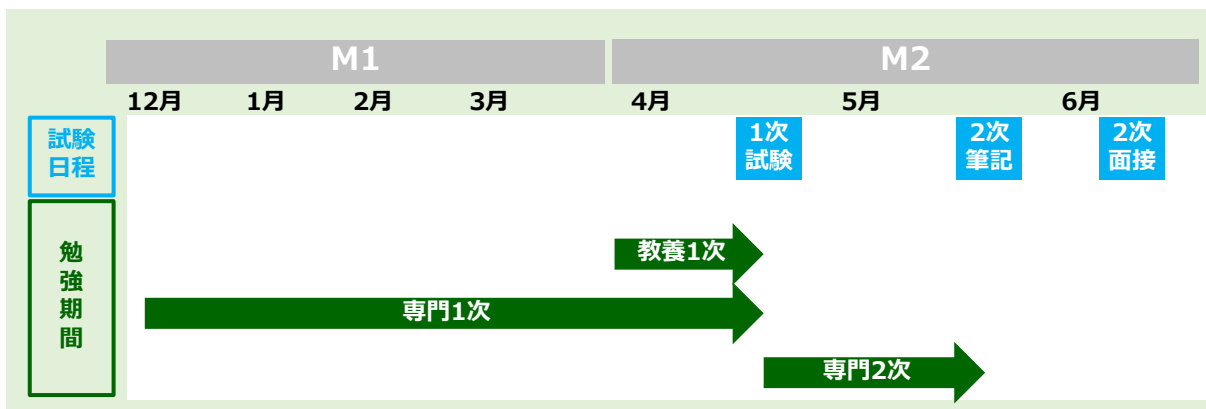 M1 M2
12月 1月 2月 3月 4月 5月 6月
試験
日程
1次
試験
2次
筆記
2次
面接
勉
強
期
間
教養1次
専門1次
専門2次